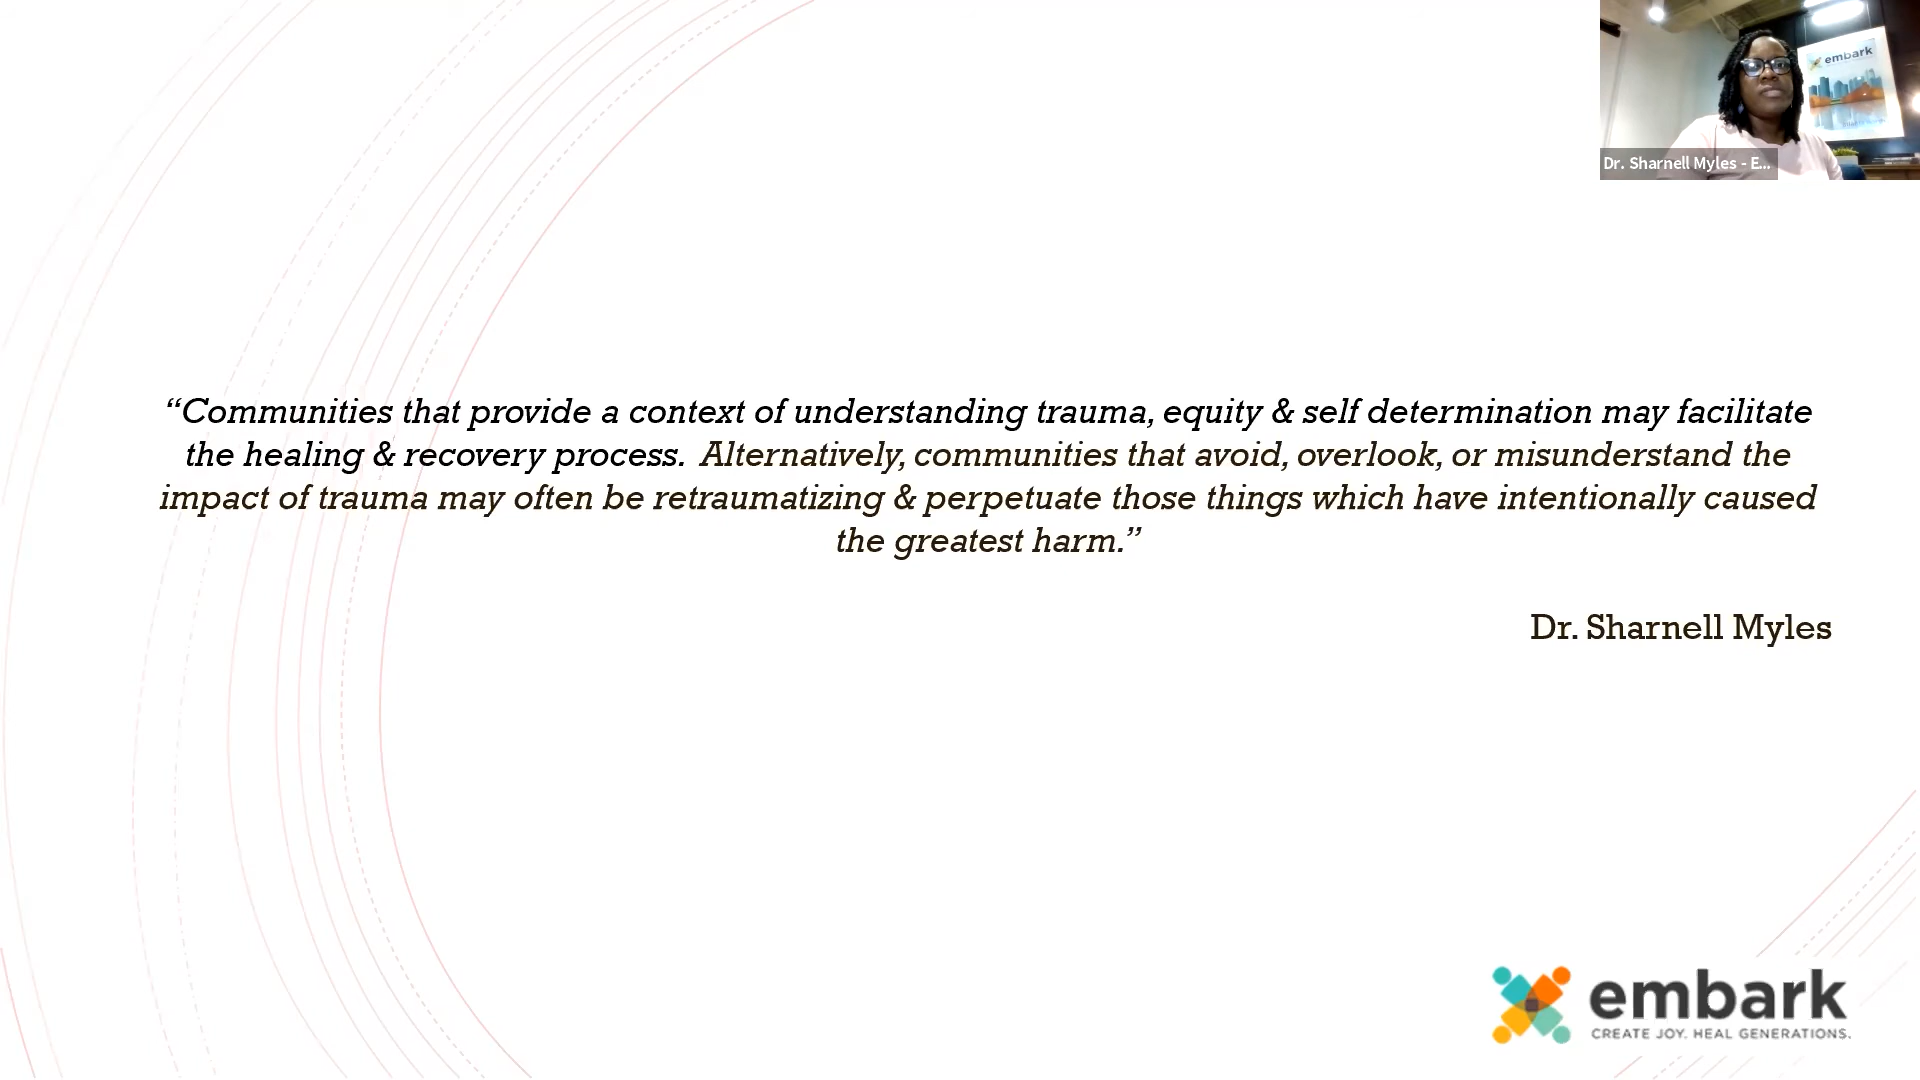 embark
Dr. Sharnell Myles - E...
“Communities that provide a context of understanding trauma, equity & self determination may facilitate
the healing & recovery process. Alternatively, communities that avoid, overlook, or misunderstand the
impact of trauma may often be retraumatizing & perpetuate those things which have intentionally caused
the greatest harm.”
Dr. Sharnell Myles
embark
CREATE JOY. HEAL GENERATIONS.